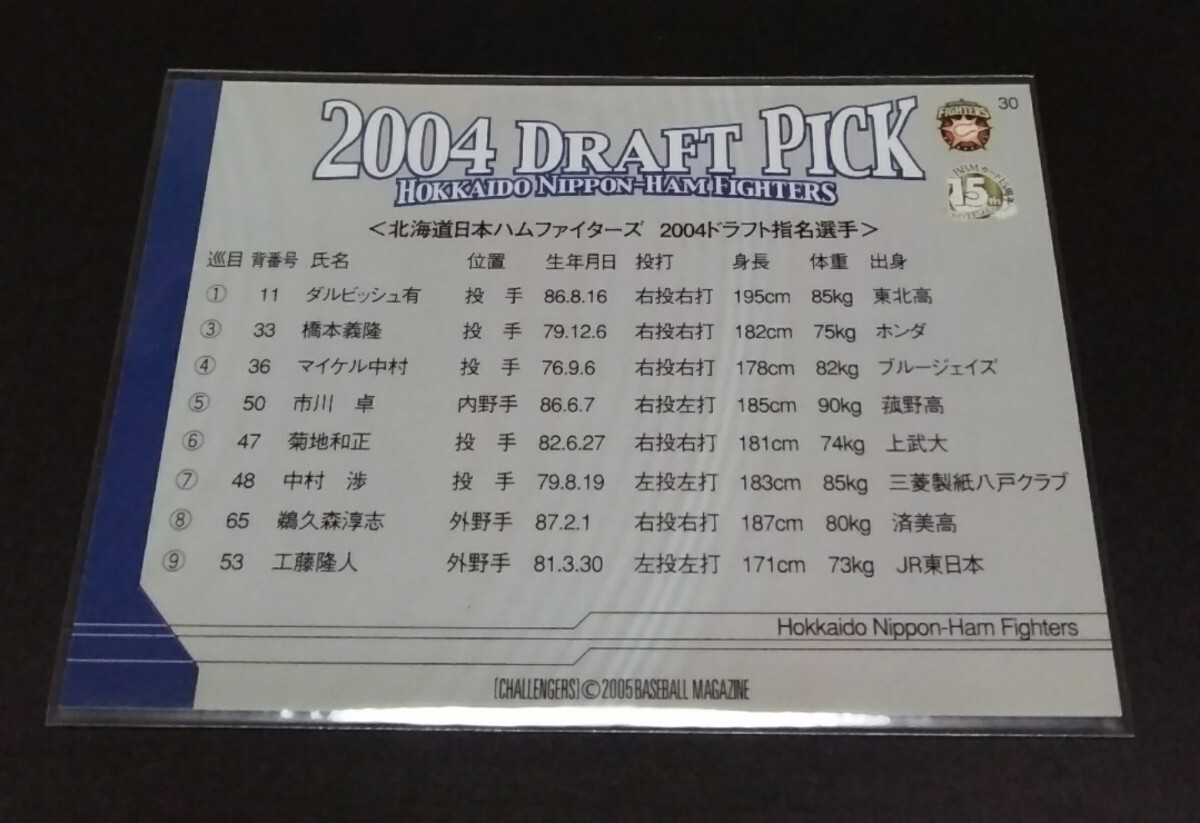 2004 DRAFT PICK
HOKKAIDO NIPPON-HAM FIGHTERS
FIGHTERS
30
15th
<北海道日本ハムファイターズ 2004ドラフト指名選手>
巡目 背番号 氏名 位置 生年月日 投打 身長 体重 出身
① 11 ダルビッシュ有 投 手 86.8.16 右投右打 195cm 85kg 東北高
③ 33 橋本義隆 投 手 79.12.6 右投右打 182cm 75kg ホンダ
④ 36 マイケル中村 投 手 76.9.6 右投右打 178cm 82kg ブルージェイズ
⑤ 50 市川 卓 内野手 86.6.7 右投左打 185cm 90kg 菰野高
⑥ 47 菊地和正 投 手 82.6.27 右投右打 181cm 74kg 上武大
⑦ 48 中村 渉 投 手 79.8.19 左投左打 183cm 85kg 三菱製紙八戸クラブ
⑧ 65 鵜久森淳志 外野手 87.2.1 右投右打 187cm 80kg 済美高
⑨ 53 工藤隆人 外野手 81.3.30 左投左打 171cm 73kg JR東日本
Hokkaido Nippon-Ham Fighters
[CHALLENGERS]©2005 BASEBALL MAGAZINE